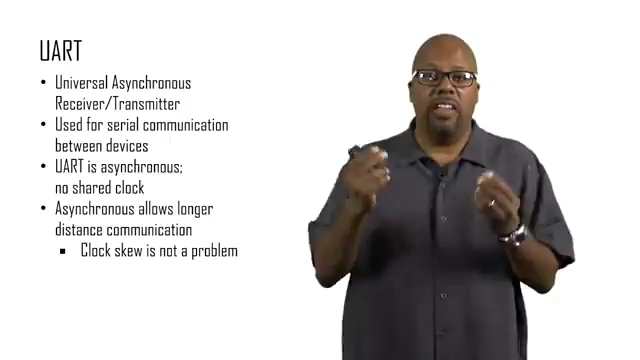 UART
• Universal Asynchronous
Receiver/Transmitter
• Used for serial communication
between devices
• UART is asynchronous;
no shared clock
• Asynchronous allows longer
distance communication
▪ Clock skew is not a problem